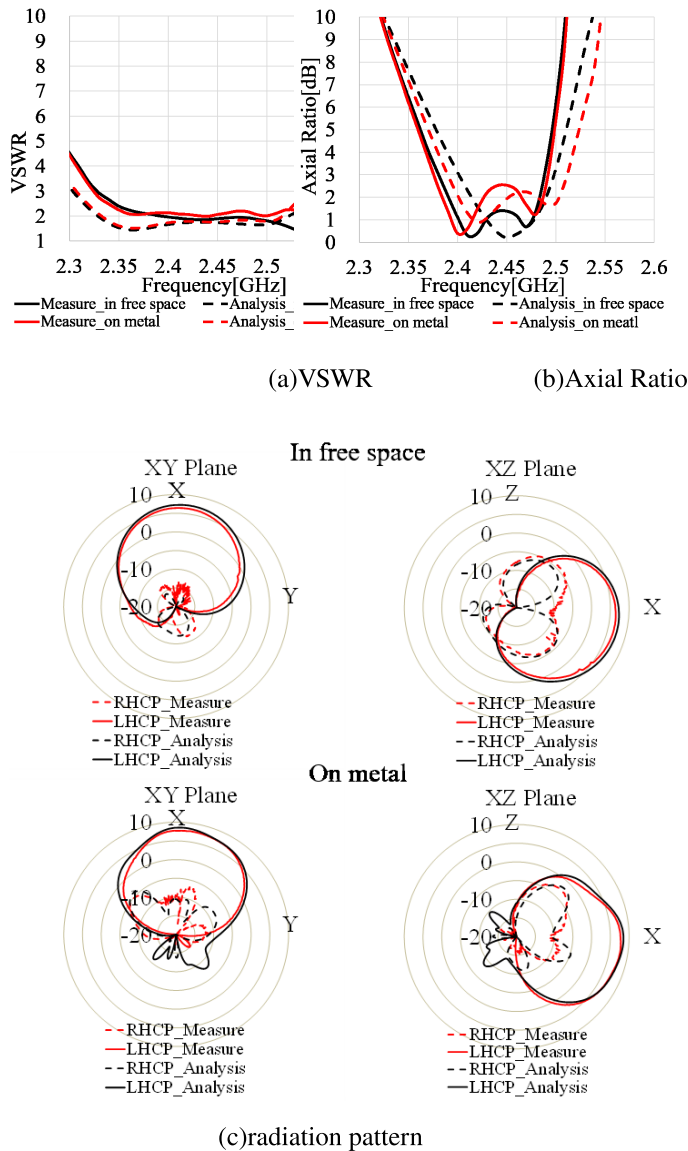 10
9
8
7
6
5
4
3
2
1
VSWR
2.3 2.35 2.4 2.45 2.5
Frequency[GHz]
Measure_in free space Analysis_
Measure_on metal Analysis_
10
9
8
7
6
5
4
3
2
1
0
Axial Ratio[dB]
2.3 2.35 2.4 2.45 2.5 2.55 2.6
Frequency[GHz]
Measure_in free space Analysis_in free space
Measure_on metal Analysis_on meatl
(a)VSWR (b)Axial Ratio
In free space
XY Plane
X
10
0
-10
-20
Y
RHCP_Measure
LHCP_Measure
RHCP_Analysis
LHCP_Analysis
XZ Plane
Z
10
0
-10
-20
X
RHCP_Measure
LHCP_Measure
RHCP_Analysis
LHCP_Analysis
On metal
XY Plane
X
10
0
-10
-20
Y
RHCP_Measure
LHCP_Measure
RHCP_Analysis
LHCP_Analysis
XZ Plane
Z
10
0
-10
-20
X
RHCP_Measure
LHCP_Measure
RHCP_Analysis
LHCP_Analysis
(c)radiation pattern